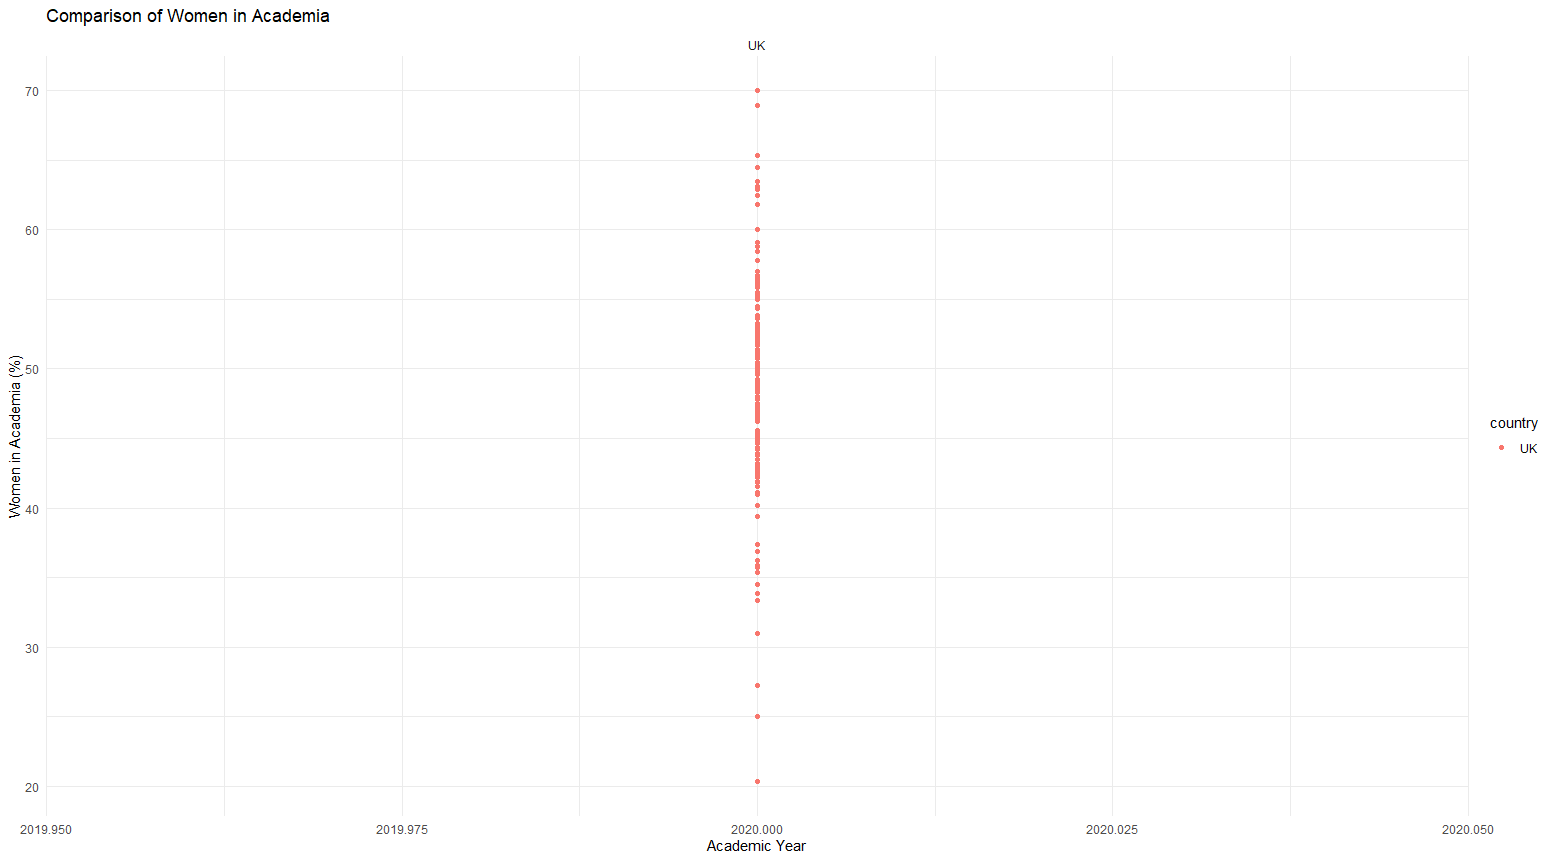 Comparison of Women in Academia
UK
70
60
50
40
30
20
Women in Academia (%)
2019.950
2019.975
2020.000
2020.025
2020.050
Academic Year
country
UK